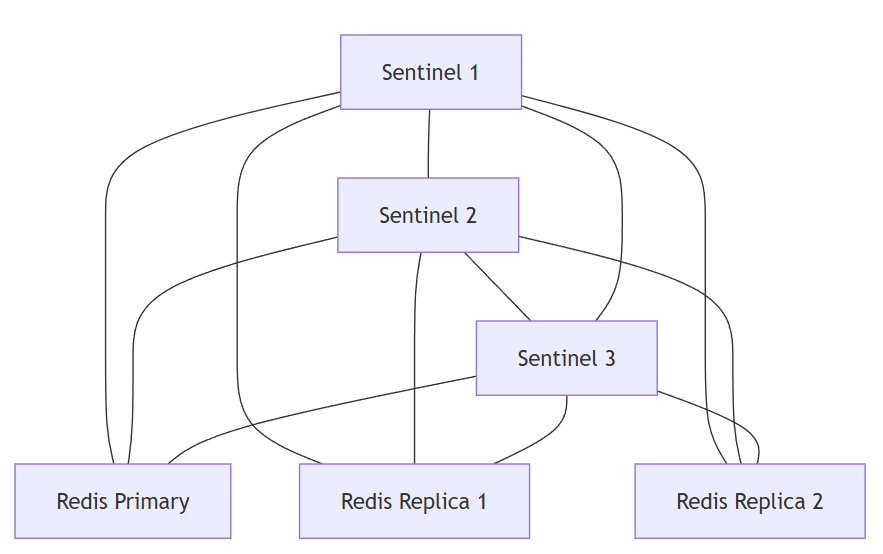 Sentinel 1
Sentinel 2
Sentinel 3
Redis Primary
Redis Replica 1
Redis Replica 2